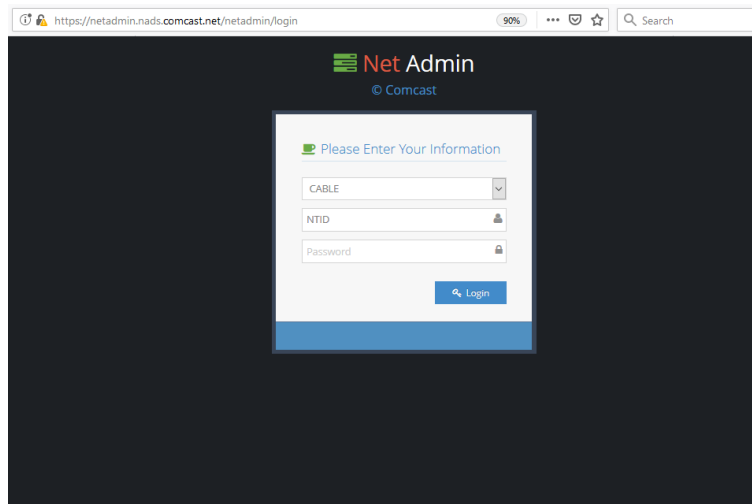 https://netadmin.nads.comcast.net/netadmin/login 90% Search
Net Admin
© Comcast
Please Enter Your Information
CABLE
NTID
Password
Login